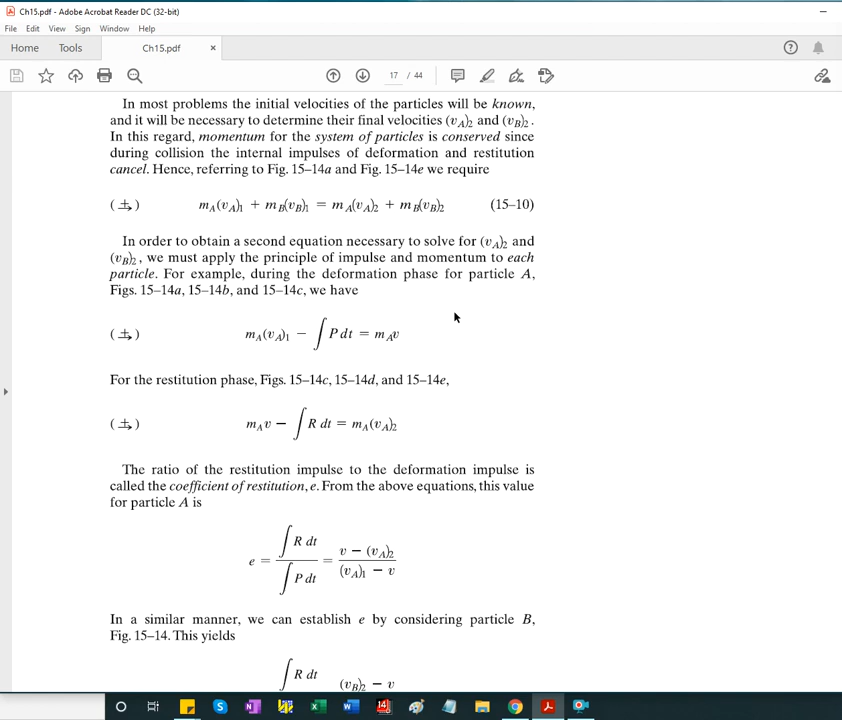 Ch15.pdf - Adobe Acrobat Reader DC (32-bit)
File Edit View Sign Window Help
Home Tools Ch15.pdf ×
17 / 44
In most problems the initial velocities of the particles will be known,
and it will be necessary to determine their final velocities (v_A)_2 and (v_B)_2.
In this regard, momentum for the system of particles is conserved since
during collision the internal impulses of deformation and restitution
cancel. Hence, referring to Fig. 15–14a and Fig. 15–14e we require
(±→) m_A(v_A)_1 + m_B(v_B)_1 = m_A(v_A)_2 + m_B(v_B)_2 (15–10)
In order to obtain a second equation necessary to solve for (v_A)_2 and
(v_B)_2, we must apply the principle of impulse and momentum to each
particle. For example, during the deformation phase for particle A,
Figs. 15–14a, 15–14b, and 15–14c, we have
(±→) m_A(v_A)_1 − ∫P dt = m_A v
For the restitution phase, Figs. 15–14c, 15–14d, and 15–14e,
(±→) m_A v − ∫R dt = m_A(v_A)_2
The ratio of the restitution impulse to the deformation impulse is
called the coefficient of restitution, e. From the above equations, this value
for particle A is
e = ∫R dt / ∫P dt = v − (v_A)_2 / (v_A)_1 − v
In a similar manner, we can establish e by considering particle B,
Fig. 15–14. This yields
∫R dt (v_B)_2 − v
14